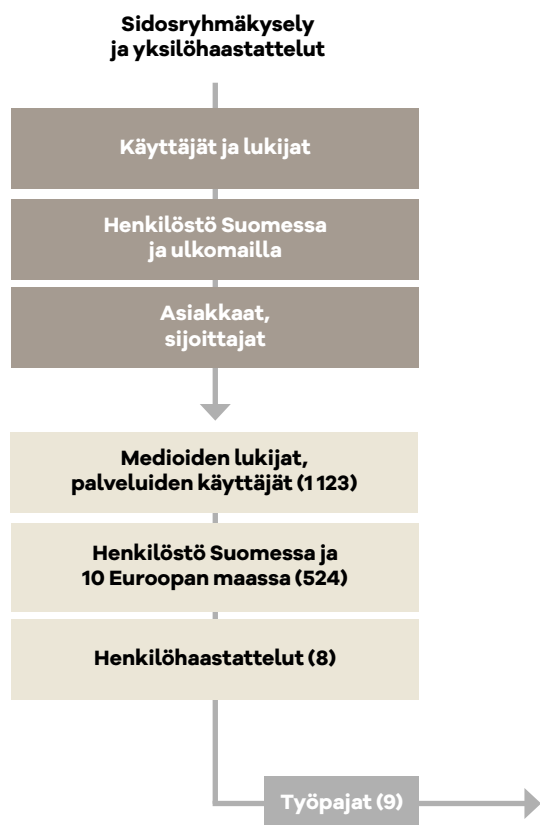 Sidosryhmäkysely
ja yksilöhaastattelut
Käyttäjät ja lukijat
Henkilöstö Suomessa
ja ulkomailla
Asiakkaat,
sijoittajat
Medioiden lukijat,
palveluiden käyttäjät (1 123)
Henkilöstö Suomessa ja
10 Euroopan maassa (524)
Henkilöhaastattelut (8)
Työpajat (9)